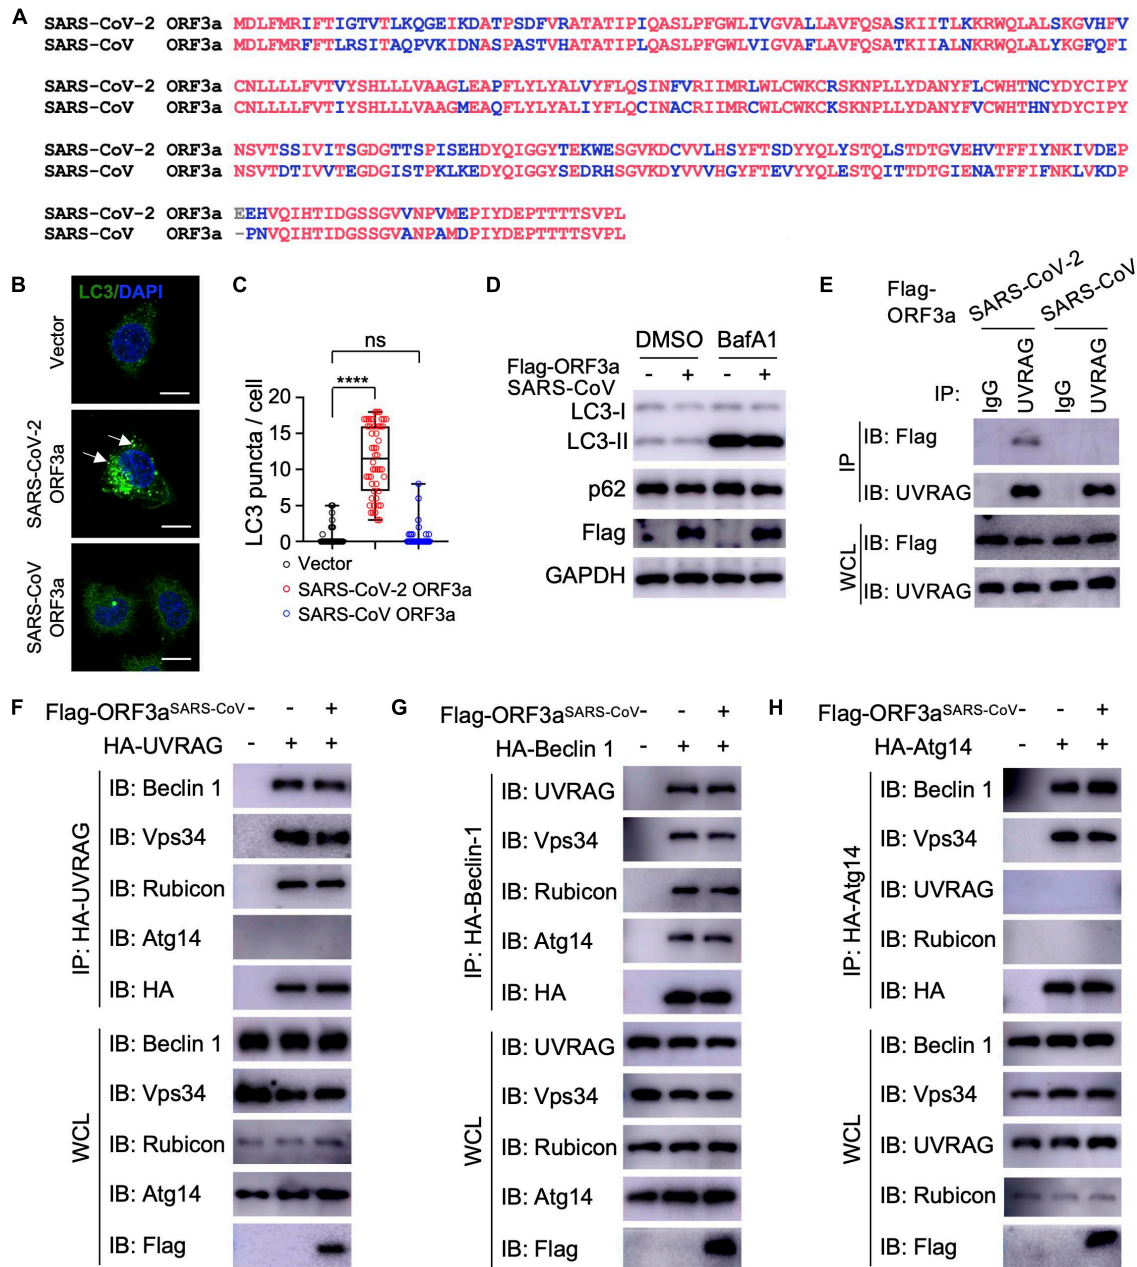 A
SARS-CoV-2 ORF3a MDLFMRIFTIGTVTLKQGEIKDATPSDFVRATATIPIQASLPFGWLIVGVALLAVFQSASKIITLKKRWQLALSKGVHFV
SARS-CoV ORF3a MDLFMRFFTLRSITAQPVKIDNASPASTVHATATIPLQASLPFGWLVIGVAFLAVFQSATKIIALNKRWQLALYKGFQFI
SARS-CoV-2 ORF3a CNLLLLFVTVYSHLLLVAAGLEAPFLYLYALVYFLQSINFVRIIMRLWLCWKCRSKNPLLYDANYFLCWHTNCYDYCIPY
SARS-CoV ORF3a CNLLLLFVTIYSHLLLVAAGMEAQFLYLYALIYFLQCINACRIIMRCWLCWKCKSKNPLLYDANYFVCWHTHNYDYCIPY
SARS-CoV-2 ORF3a NSVTSSIVITSGDGTTSPISEHDYQIGGYTEKWESGVKDCVVLHSYFTSDYYQLYSTQLSTDTGVEHVTFFIYNKIVDEP
SARS-CoV ORF3a NSVTDTIVVTEGDGISTPKLKEDYQIGGYSEDRHSGVKDYVVVHGYFTEVYYQLESTQITTDTGIENATFFIFNKLVKDP
SARS-CoV-2 ORF3a EEHVQIHTIDGSSGVVNPVMEPIYDEPTTTTSVPL
SARS-CoV ORF3a -PNVQIHTIDGSSGVANPAMDPIYDEPTTTTSVPL
B
LC3/DAPI
Vector
SARS-CoV-2
ORF3a
SARS-CoV
ORF3a
C
ns
****
LC3 puncta / cell
20
15
10
5
0
Vector
SARS-CoV-2 ORF3a
SARS-CoV ORF3a
D
DMSO BafA1
Flag-ORF3a
SARS-CoV - + - +
LC3-I
LC3-II
p62
Flag
GAPDH
E
Flag-
ORF3a
SARS-CoV-2 SARS-CoV
IP: IgG UVRAG IgG UVRAG
IP
IB: Flag
IB: UVRAG
WCL
IB: Flag
IB: UVRAG
F
Flag-ORF3aSARS-CoV - - +
HA-UVRAG - + +
IP: HA-UVRAG
IB: Beclin 1
IB: Vps34
IB: Rubicon
IB: Atg14
IB: HA
WCL
IB: Beclin 1
IB: Vps34
IB: Rubicon
IB: Atg14
IB: Flag
G
Flag-ORF3aSARS-CoV - - +
HA-Beclin 1 - + +
IP: HA-Beclin-1
IB: UVRAG
IB: Vps34
IB: Rubicon
IB: Atg14
IB: HA
WCL
IB: UVRAG
IB: Vps34
IB: Rubicon
IB: Atg14
IB: Flag
H
Flag-ORF3aSARS-CoV - - +
HA-Atg14 - + +
IP: HA-Atg14
IB: Beclin 1
IB: Vps34
IB: UVRAG
IB: Rubicon
IB: HA
WCL
IB: Beclin 1
IB: Vps34
IB: UVRAG
IB: Rubicon
IB: Flag